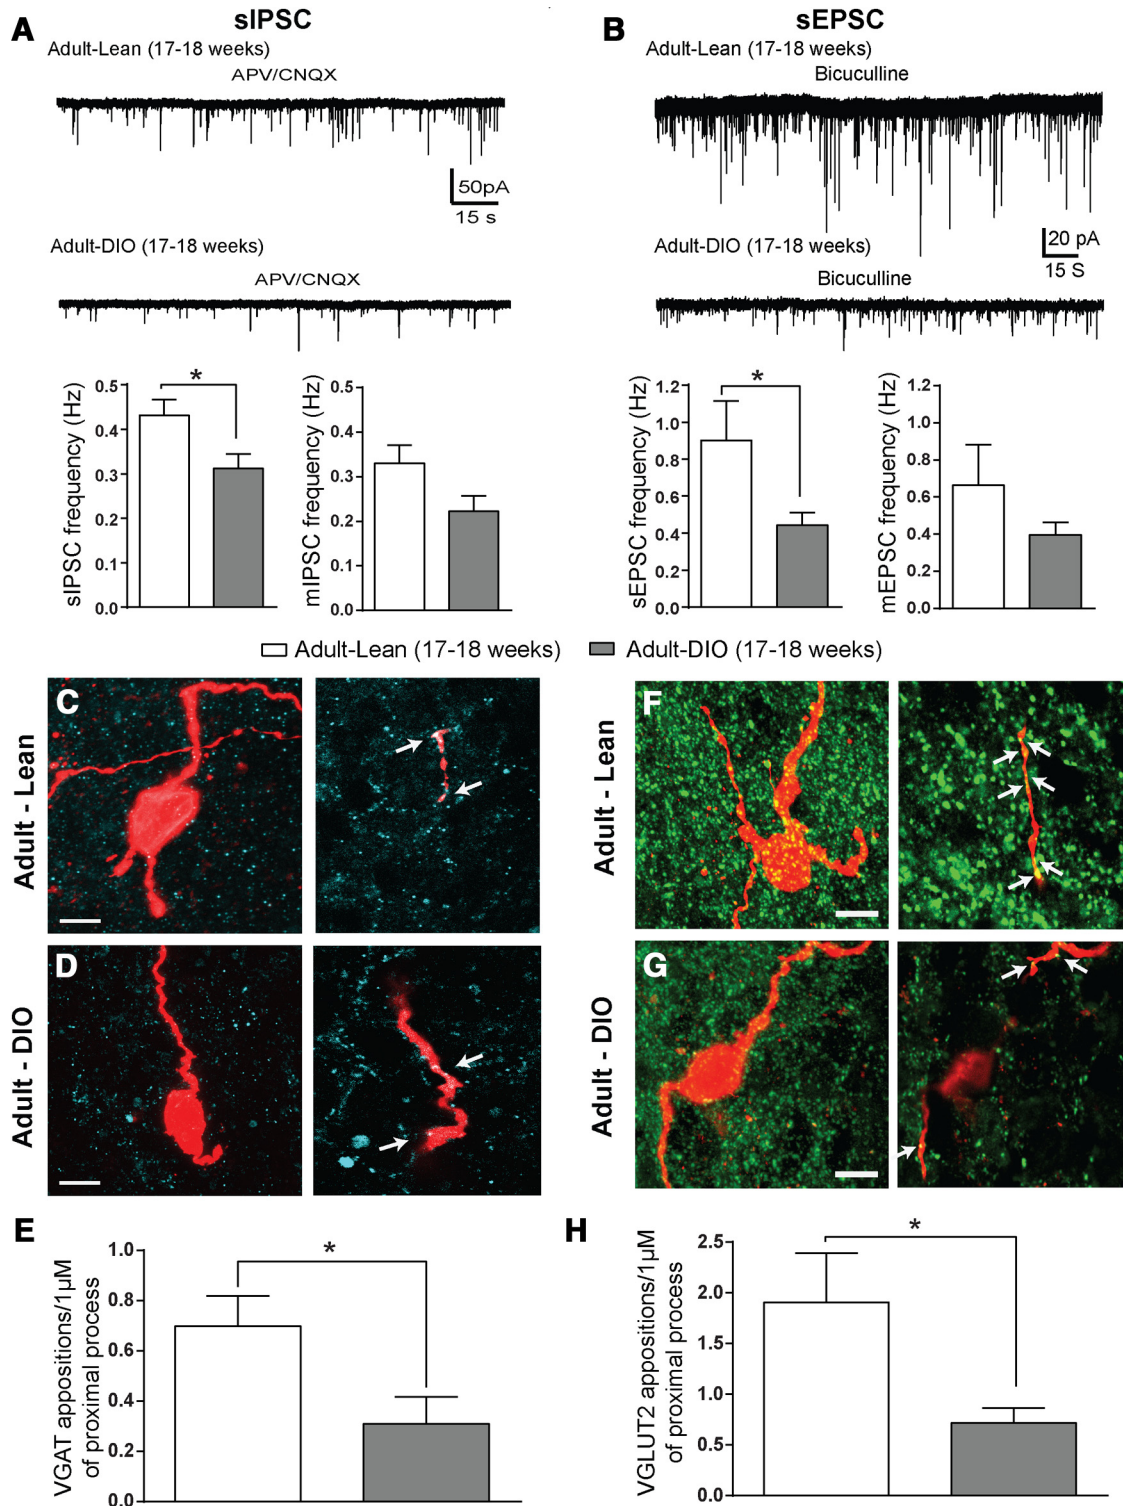 A
sIPSC
Adult-Lean (17-18 weeks)
APV/CNQX
50pA
15 s
Adult-DIO (17-18 weeks)
APV/CNQX
sIPSC frequency (Hz)
0.5
0.4
0.3
0.2
0.1
0.0
*
mIPSC frequency (Hz)
0.5
0.4
0.3
0.2
0.1
0.0
B
sEPSC
Adult-Lean (17-18 weeks)
Bicuculline
20 pA
15 S
Adult-DIO (17-18 weeks)
Bicuculline
sEPSC frequency (Hz)
1.2
1.0
0.8
0.6
0.4
0.2
0.0
*
mEPSC frequency (Hz)
1.2
1.0
0.8
0.6
0.4
0.2
0.0
Adult-Lean (17-18 weeks)
Adult-DIO (17-18 weeks)
C
Adult - Lean
D
Adult - DIO
F
Adult - Lean
G
Adult - DIO
E
VGAT appositions/1μM
of proximal process
1.0
0.8
0.6
0.4
0.2
0.0
*
H
VGLUT2 appositions/1μM
of proximal process
2.5
2.0
1.5
1.0
0.5
0.0
*